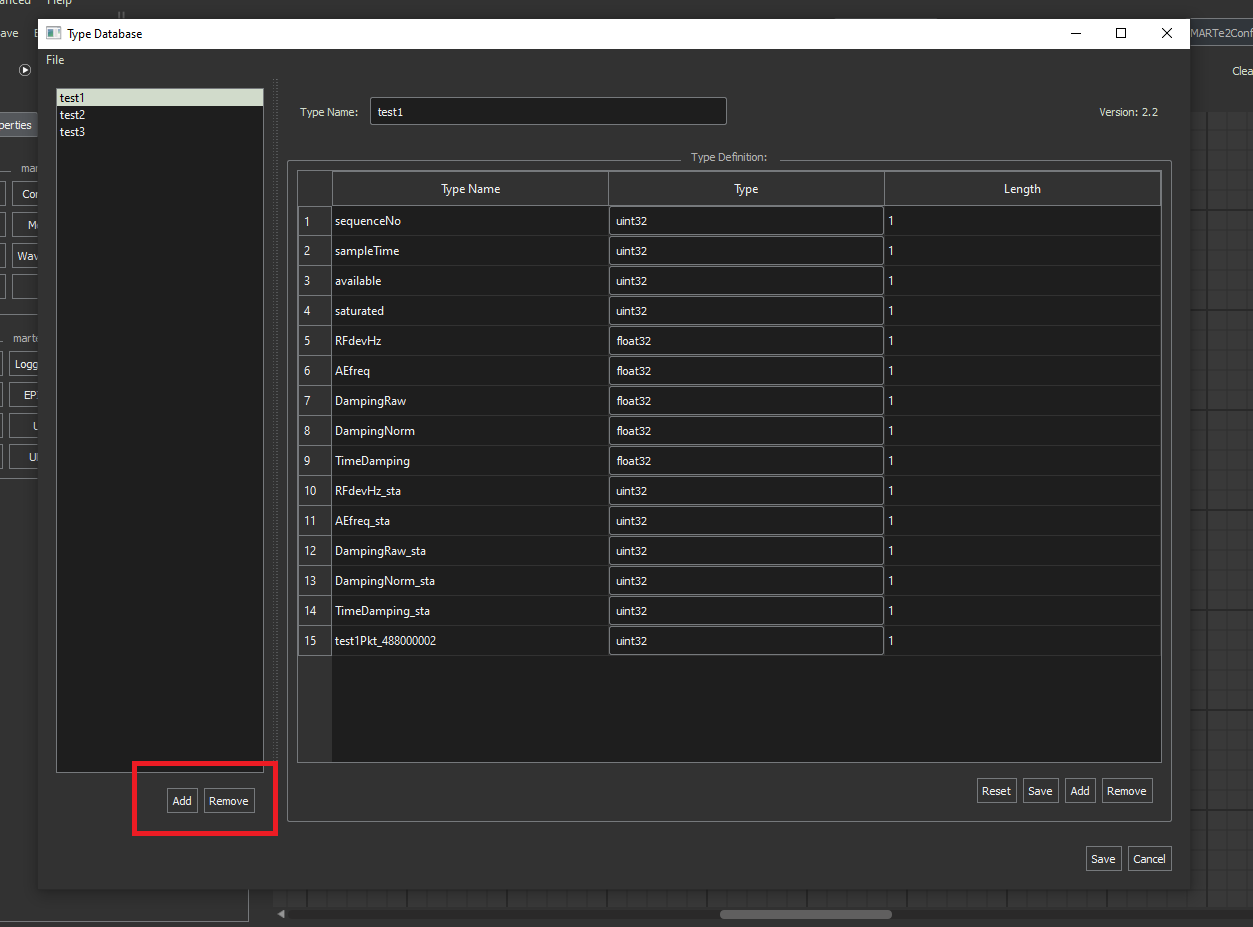 Help
ave
Type Database
MARTe2Conf
File
Clea
test1
test2
test3
perties
Type Name: test1 Version: 2.2
Type Definition:
Type Name Type Length
1 sequenceNo uint32 1
2 sampleTime uint32 1
3 available uint32 1
4 saturated uint32 1
5 RFdevHz float32 1
6 AEfreq float32 1
7 DampingRaw float32 1
8 DampingNorm float32 1
9 TimeDamping float32 1
10 RFdevHz_sta uint32 1
11 AEfreq_sta uint32 1
12 DampingRaw_sta uint32 1
13 DampingNorm_sta uint32 1
14 TimeDamping_sta uint32 1
15 test1Pkt_488000002 uint32 1
mar
Co
M
Wav
marte
Logg
EP
U
Ul
Add Remove
Reset Save Add Remove
Save Cancel